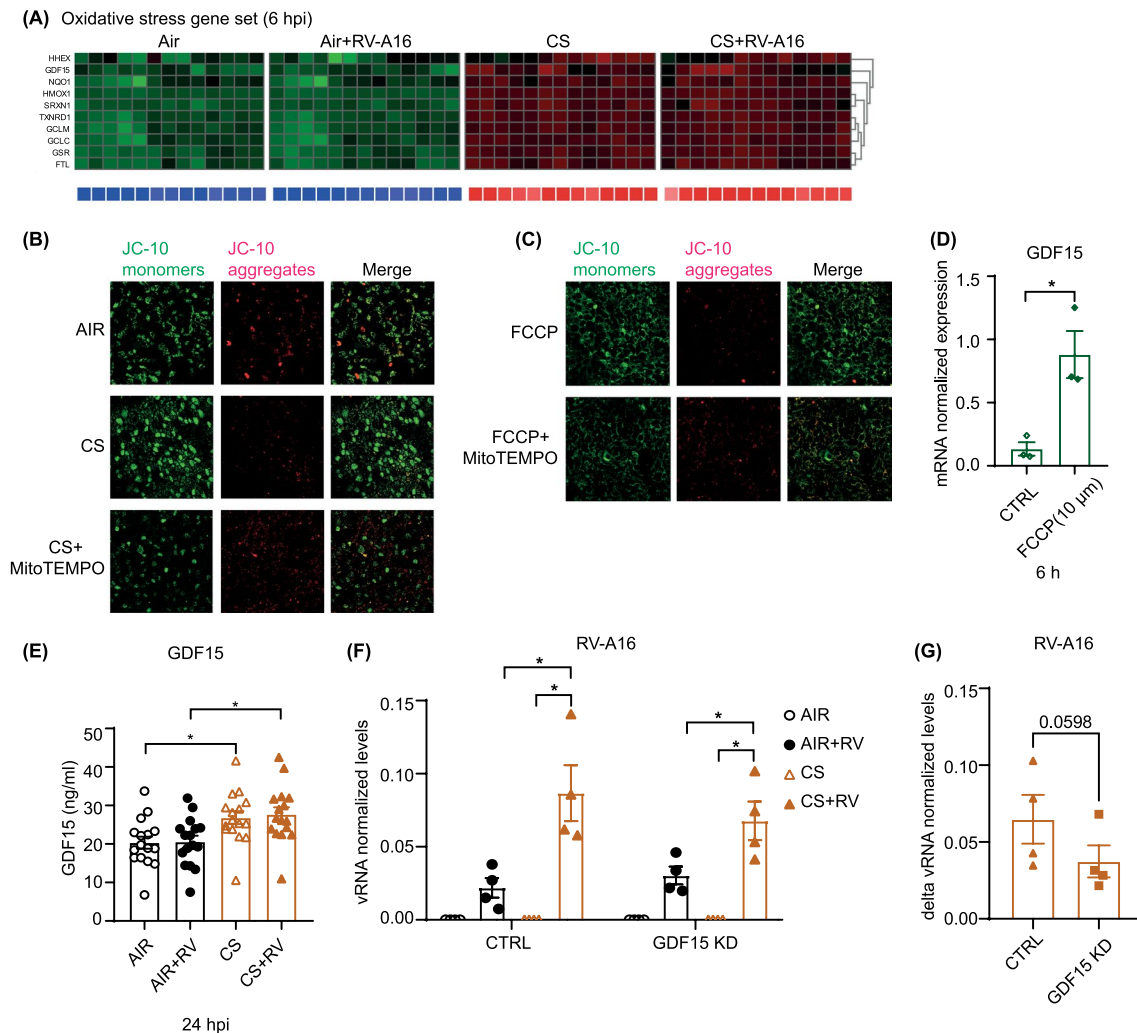 (A) Oxidative stress gene set (6 hpi)
Air
Air+RV-A16
CS
CS+RV-A16
HHEX
GDF15
NQO1
HMOX1
SRXN1
TXNRD1
GCLM
GCLC
GSR
FTL
(B)
JC-10 monomers
JC-10 aggregates
Merge
AIR
CS
CS+
MitoTEMPO
(C)
JC-10 monomers
JC-10 aggregates
Merge
FCCP
FCCP+
MitoTEMPO
(D)
GDF15
mRNA normalized expression
1.5
1.0
0.5
0.0
*
CTRL
FCCP(10 µm)
6 h
(E)
GDF15
GDF15 (ng/ml)
50
40
30
20
10
0
*
*
AIR
AIR+RV
CS
CS+RV
24 hpi
(F)
RV-A16
vRNA normalized levels
0.15
0.10
0.05
0.00
*
*
*
*
CTRL
GDF15 KD
AIR
AIR+RV
CS
CS+RV
(G)
RV-A16
delta vRNA normalized levels
0.15
0.10
0.05
0.00
0.0598
CTRL
GDF15 KD